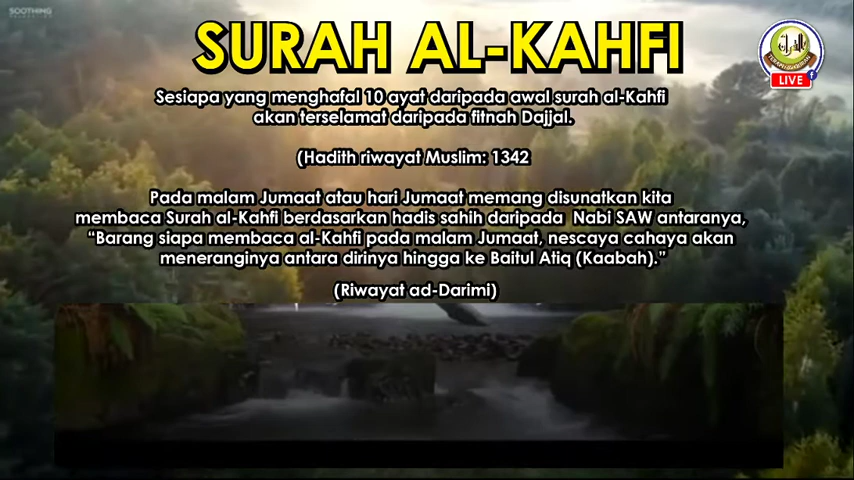 SOOTHING
SURAH AL-KAHFI
LIVE
Sesiapa yang menghafal 10 ayat daripada awal surah al-Kahfi
akan terselamat daripada fitnah Dajjal.
(Hadith riwayat Muslim: 1342
Pada malam Jumaat atau hari Jumaat memang disunatkan kita
membaca Surah al-Kahfi berdasarkan hadis sahih daripada Nabi SAW antaranya,
“Barang siapa membaca al-Kahfi pada malam Jumaat, nescaya cahaya akan
meneranginya antara dirinya hingga ke Baitul Atiq (Kaabah).”
(Riwayat ad-Darimi)